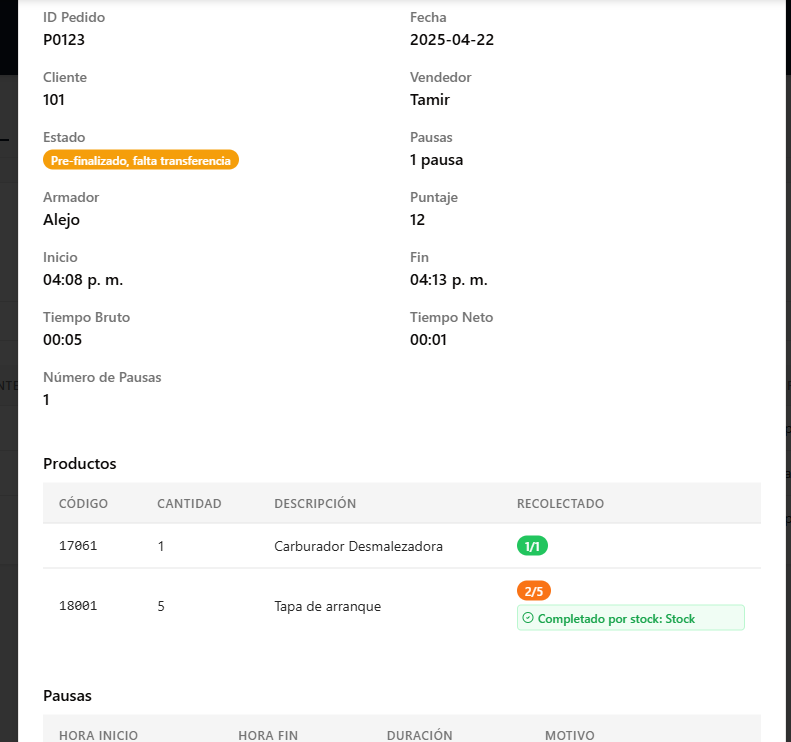 ID Pedido
Fecha
P0123
2025-04-22
Cliente
Vendedor
101
Tamir
Estado
Pausas
Pre-finalizado, falta transferencia
1 pausa
Armador
Puntaje
Alejo
12
Inicio
Fin
04:08 p. m.
04:13 p. m.
Tiempo Bruto
Tiempo Neto
00:05
00:01
Número de Pausas
1
Productos
CÓDIGO CANTIDAD DESCRIPCIÓN RECOLECTADO
17061 1 Carburador Desmalezadora 1/1
18001 5 Tapa de arranque 2/5
Completado por stock: Stock
Pausas
HORA INICIO HORA FIN DURACIÓN MOTIVO